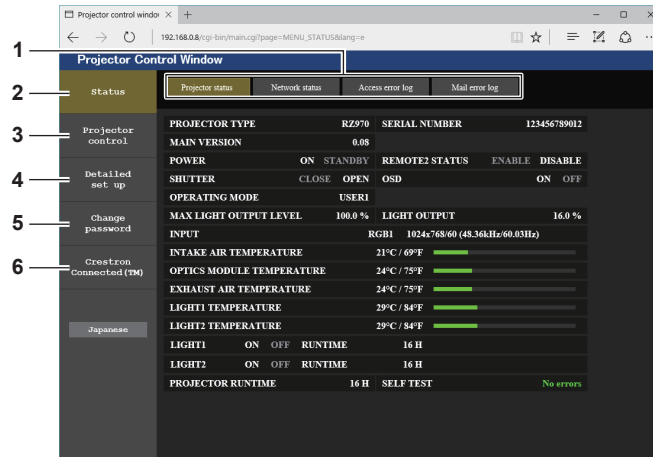 Projector control windov
192.168.0.8/cgi-bin/main.cgi?page=MENU_STATUS&lang=e
Projector Control Window
1
2
Status
Projector status Network status Access error log Mail error log
3
Projector
control
4
Detailed
set up
5
Change
password
6
Crestron
Connected(TM)
Japanese
PROJECTOR TYPE RZ970 SERIAL NUMBER 123456789012
MAIN VERSION 0.08
POWER ON STANDBY REMOTE2 STATUS ENABLE DISABLE
SHUTTER CLOSE OPEN OSD ON OFF
OPERATING MODE USER1
MAX LIGHT OUTPUT LEVEL 100.0 % LIGHT OUTPUT 16.0 %
INPUT RGB1 1024x768/60 (48.36kHz/60.03Hz)
INTAKE AIR TEMPERATURE 21°C / 69°F
OPTICS MODULE TEMPERATURE 24°C / 75°F
EXHAUST AIR TEMPERATURE 24°C / 75°F
LIGHT1 TEMPERATURE 29°C / 84°F
LIGHT2 TEMPERATURE 29°C / 84°F
LIGHT1 ON OFF RUNTIME 16 H
LIGHT2 ON OFF RUNTIME 16 H
PROJECTOR RUNTIME 16 H SELF TEST No errors